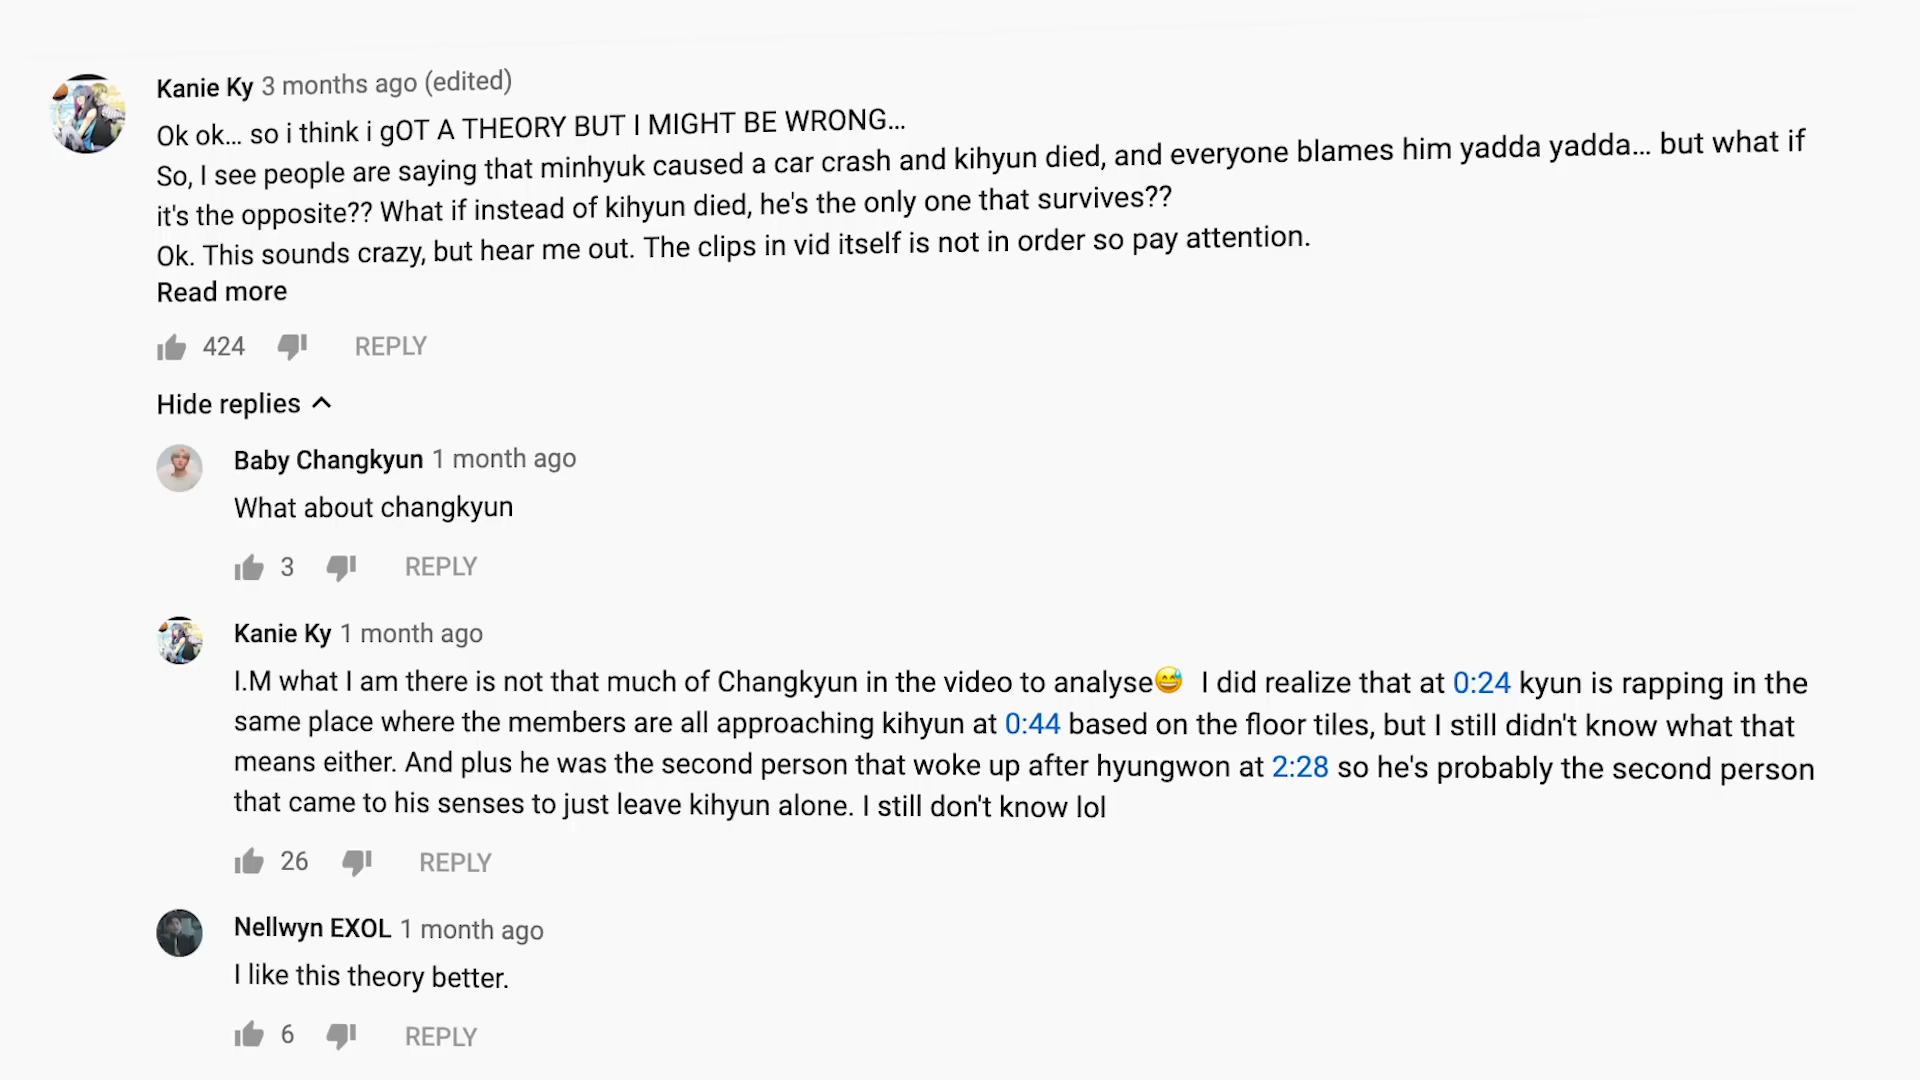 Kanie Ky 3 months ago (edited)
Ok ok... so i think i gOT A THEORY BUT I MIGHT BE WRONG...
So, I see people are saying that minhyuk caused a car crash and kihyun died, and everyone blames him yadda yadda... but what if
it's the opposite?? What if instead of kihyun died, he's the only one that survives??
Ok. This sounds crazy, but hear me out. The clips in vid itself is not in order so pay attention.
Read more
424 REPLY
Hide replies
Baby Changkyun 1 month ago
What about changkyun
3 REPLY
Kanie Ky 1 month ago
I.M what I am there is not that much of Changkyun in the video to analyse😅 I did realize that at 0:24 kyun is rapping in the
same place where the members are all approaching kihyun at 0:44 based on the floor tiles, but I still didn't know what that
means either. And plus he was the second person that woke up after hyungwon at 2:28 so he's probably the second person
that came to his senses to just leave kihyun alone. I still don't know lol
26 REPLY
Nellwyn EXOL 1 month ago
I like this theory better.
6 REPLY